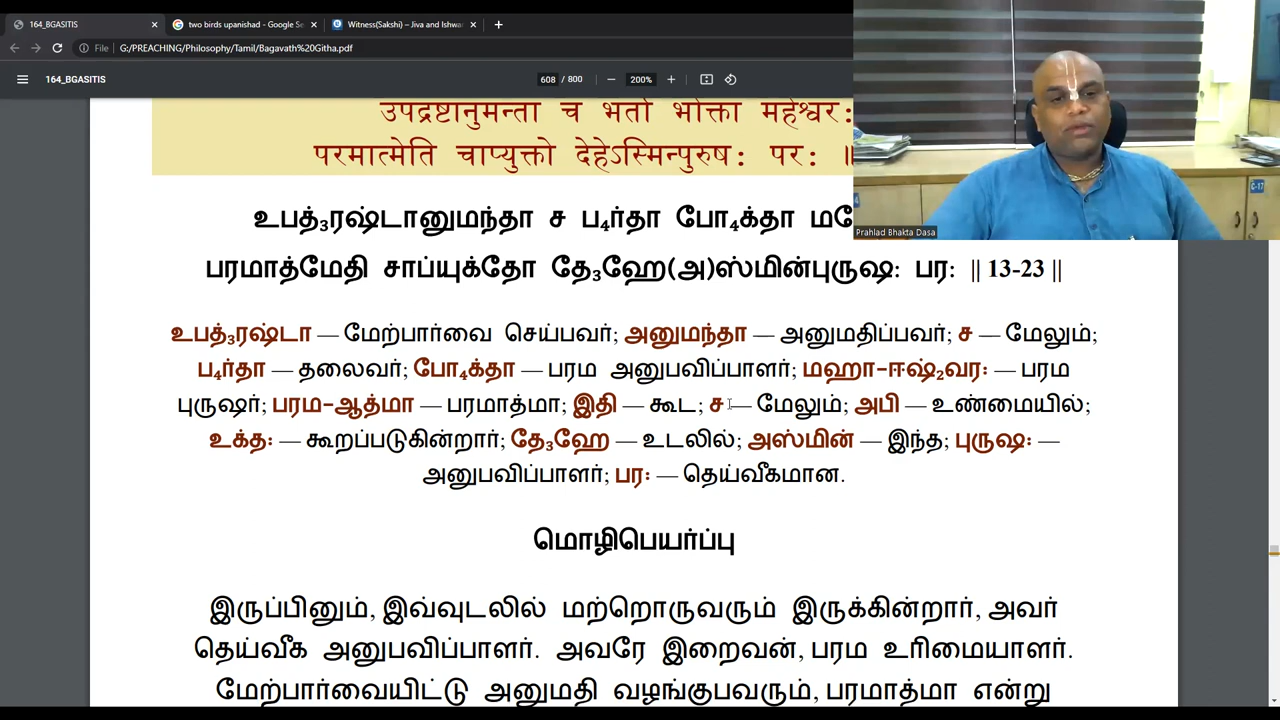 164_BGASITIS
two birds upanishad - Google Se
Witness(Sakshi) – Jiva and Ishwa
File
G:/PREACHING/Philosophy/Tamil/Bagavath%20Githa.pdf
164_BGASITIS
608 / 800
200%
उपद्रष्टानुमन्ता च भर्ता भोक्ता महेश्वरः
परमात्मेति चाप्युक्तो देहेऽस्मिन्पुरुषः परः ॥
உபத்₃ரஷ்டானுமந்தா ச ப₄ர்தா போ₄க்தா
பரமாத்மேதி சாப்யுக்தோ தே₃ஹே(அ)ஸ்மின்புருஷ: பர: || 13-23 ||
உபத்₃ரஷ்டா — மேற்பார்வை செய்பவர்; அனுமந்தா — அனுமதிப்பவர்; ச — மேலும்;
ப₄ர்தா — தலைவர்; போ₄க்தா — பரம அனுபவிப்பாளர்; மஹா-ஈஷ்₂வர: — பரம
புருஷர்; பரம-ஆத்மா — பரமாத்மா; இதி — கூட; ச — மேலும்; அபி — உண்மையில்;
உக்த: — கூறப்படுகின்றார்; தே₃ஹே — உடலில்; அஸ்மின் — இந்த; புருஷ: —
அனுபவிப்பாளர்; பர: — தெய்வீகமான.
மொழிபெயர்ப்பு
இருப்பினும், இவ்வுடலில் மற்றொருவரும் இருக்கின்றார், அவர்
தெய்வீக அனுபவிப்பாளர். அவரே இறைவன், பரம உரிமையாளர்.
மேற்பார்வையிட்டு அனுமதி வழங்குபவரும், பரமாத்மா என்று
Prahlad Bhakta Dasa
C-17